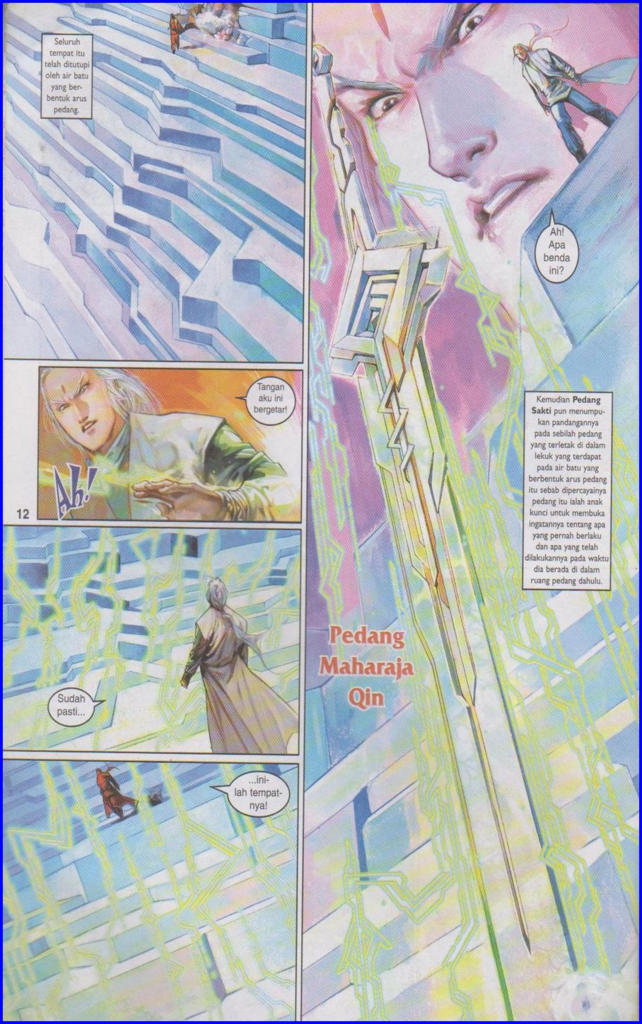 Seluruh
tempat itu
telah ditutupi
oleh air batu
yang ber-
bentuk arus
pedang.
Tangan
aku ini
bergetar!
Ah!
12
Sudah
pasti...
...ini-
lah tempat-
nya!
Ah!
Apa
benda
ini?
Kemudian Pedang
Sakti pun menumpu-
kan pandangannya
pada sebilah pedang
yang terletak di dalam
lekuk yang terdapat
pada air batu yang
berbentuk arus pedang
itu sebab dipercayainya
pedang itu ialah anak
kunci untuk membuka
ingatannya tentang apa
yang pernah berlaku
dan apa yang telah
dilakukannya pada waktu
dia berada di dalam
ruang pedang dahulu.
Pedang
Maharaja
Qin